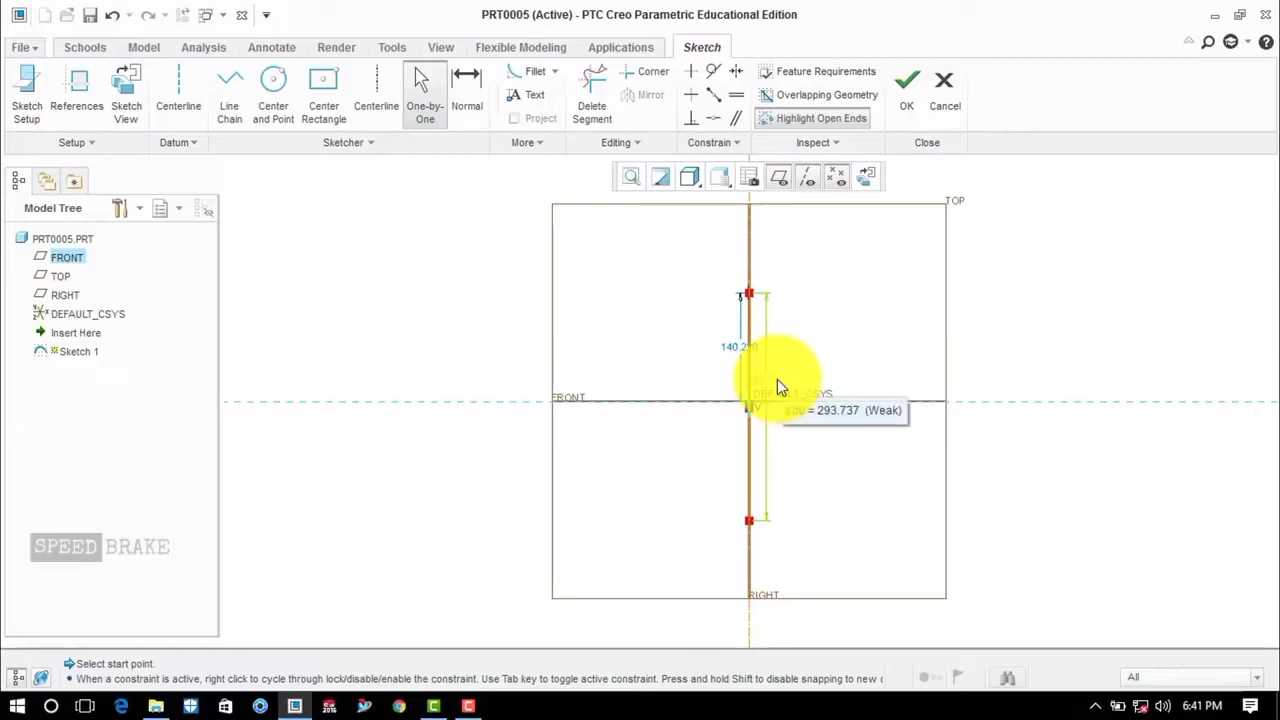 PRT0005 (Active) - PTC Creo Parametric Educational Edition
File Schools Model Analysis Annotate Render Tools View Flexible Modeling Applications Sketch
Sketch Setup References Sketch View Centerline Line Chain Center and Point Center Rectangle Centerline One-by-One Normal Fillet Text Project Delete Segment Corner Mirror Feature Requirements Overlapping Geometry Highlight Open Ends OK Cancel
Setup Datum Sketcher More Editing Constrain Inspect Close
Model Tree
PRT0005.PRT
FRONT
TOP
RIGHT
DEFAULT_CSYS
Insert Here
Sketch 1
TOP
FRONT
DEFAULT_CSYS
= 293.737 (Weak)
V
RIGHT
SPEED BRAKE
Select start point.
When a constraint is active, right click to cycle through lock/disable/enable the constraint. Use Tab key to toggle active constraint. Press and hold Shift to disable snapping to new c
All
2016
6:41 PM